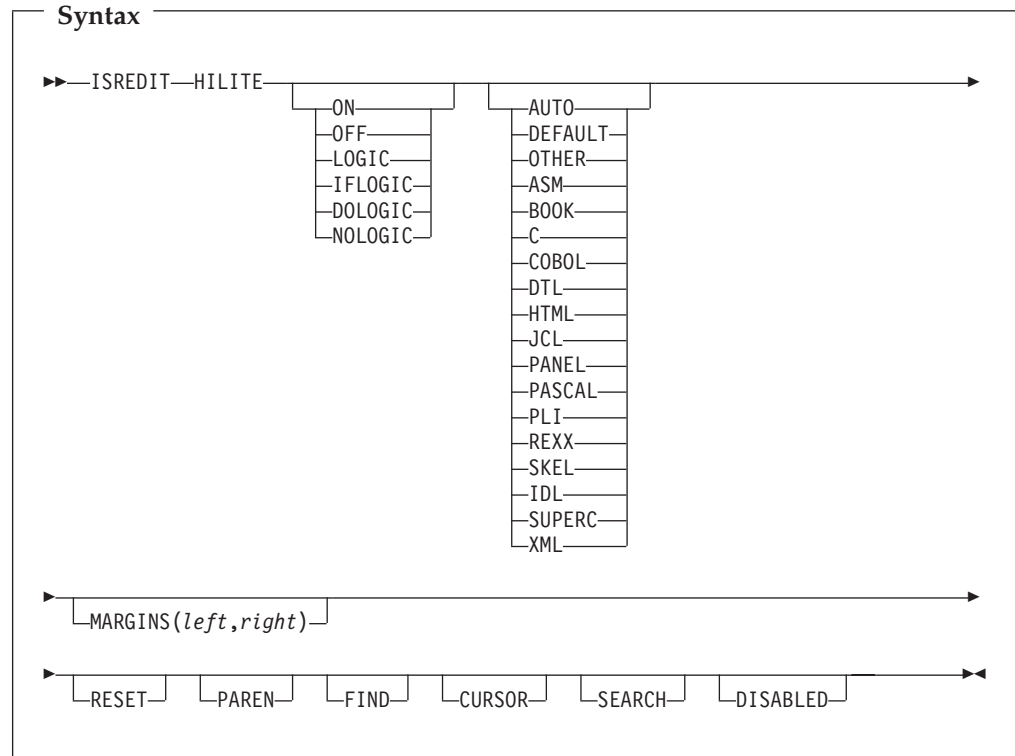 Syntax
ISREDIT HILITE
ON
OFF
LOGIC
IFLOGIC
DOLOGIC
NOLOGIC
AUTO
DEFAULT
OTHER
ASM
BOOK
C
COBOL
DTL
HTML
JCL
PANEL
PASCAL
PLI
REXX
SKEL
IDL
SUPERC
XML
MARGINS(left,right)
RESET PAREN FIND CURSOR SEARCH DISABLED